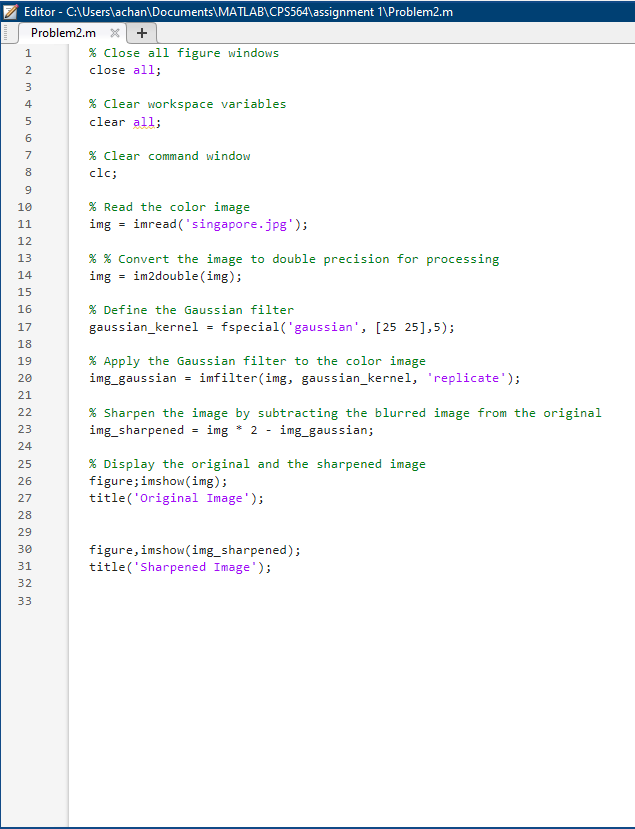 Editor - C:\Users\achan\Documents\MATLAB\CPS564\assignment 1\Problem2.m
Problem2.m × +
1 % Close all figure windows
2 close all;
3
4 % Clear workspace variables
5 clear all;
6
7 % Clear command window
8 clc;
9
10 % Read the color image
11 img = imread('singapore.jpg');
12
13 % % Convert the image to double precision for processing
14 img = im2double(img);
15
16 % Define the Gaussian filter
17 gaussian_kernel = fspecial('gaussian', [25 25],5);
18
19 % Apply the Gaussian filter to the color image
20 img_gaussian = imfilter(img, gaussian_kernel, 'replicate');
21
22 % Sharpen the image by subtracting the blurred image from the original
23 img_sharpened = img * 2 - img_gaussian;
24
25 % Display the original and the sharpened image
26 figure;imshow(img);
27 title('Original Image');
28
29
30 figure,imshow(img_sharpened);
31 title('Sharpened Image');
32
33